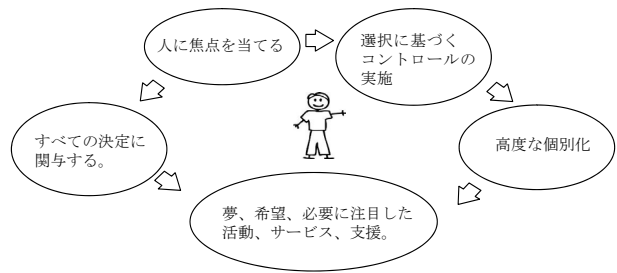 人に焦点を当てる
選択に基づく
コントロールの
実施
すべての決定に
関与する。
高度な個別化
夢、希望、必要に注目した
活動、サービス、支援。